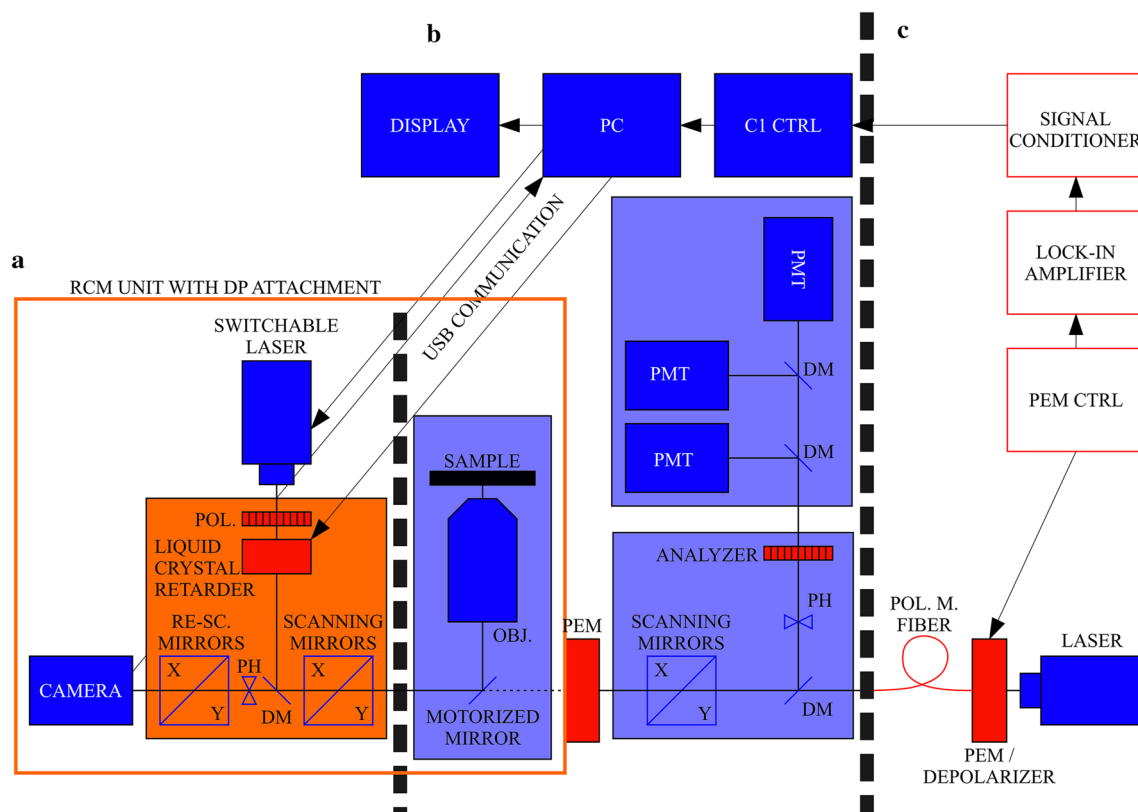 b
c
DISPLAY
PC
C1 CTRL
SIGNAL
CONDITIONER
USB COMMUNICATION
PMT
LOCK-IN
AMPLIFIER
a
RCM UNIT WITH DP ATTACHMENT
SWITCHABLE
LASER
PMT
DM
PEM CTRL
PMT
DM
SAMPLE
POL.
LIQUID
CRYSTAL
RETARDER
ANALYZER
OBJ.
PH
RE-SC.
MIRRORS
SCANNING
MIRRORS
PEM
SCANNING
MIRRORS
POL. M.
FIBER
LASER
CAMERA
X
Y
PH
DM
X
Y
MOTORIZED
MIRROR
X
Y
DM
PEM /
DEPOLARIZER